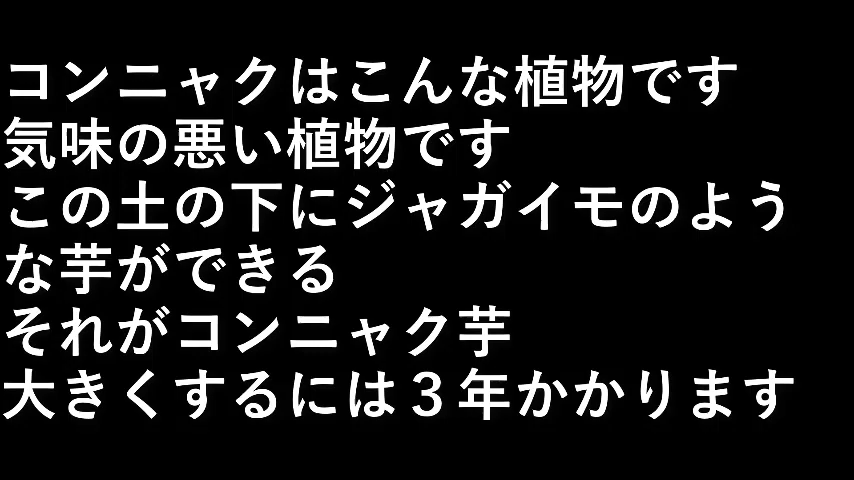 コンニャクはこんな植物です
気味の悪い植物です
この土の下にジャガイモのよう
な芋ができる
それがコンニャク芋
大きくするには３年かかります